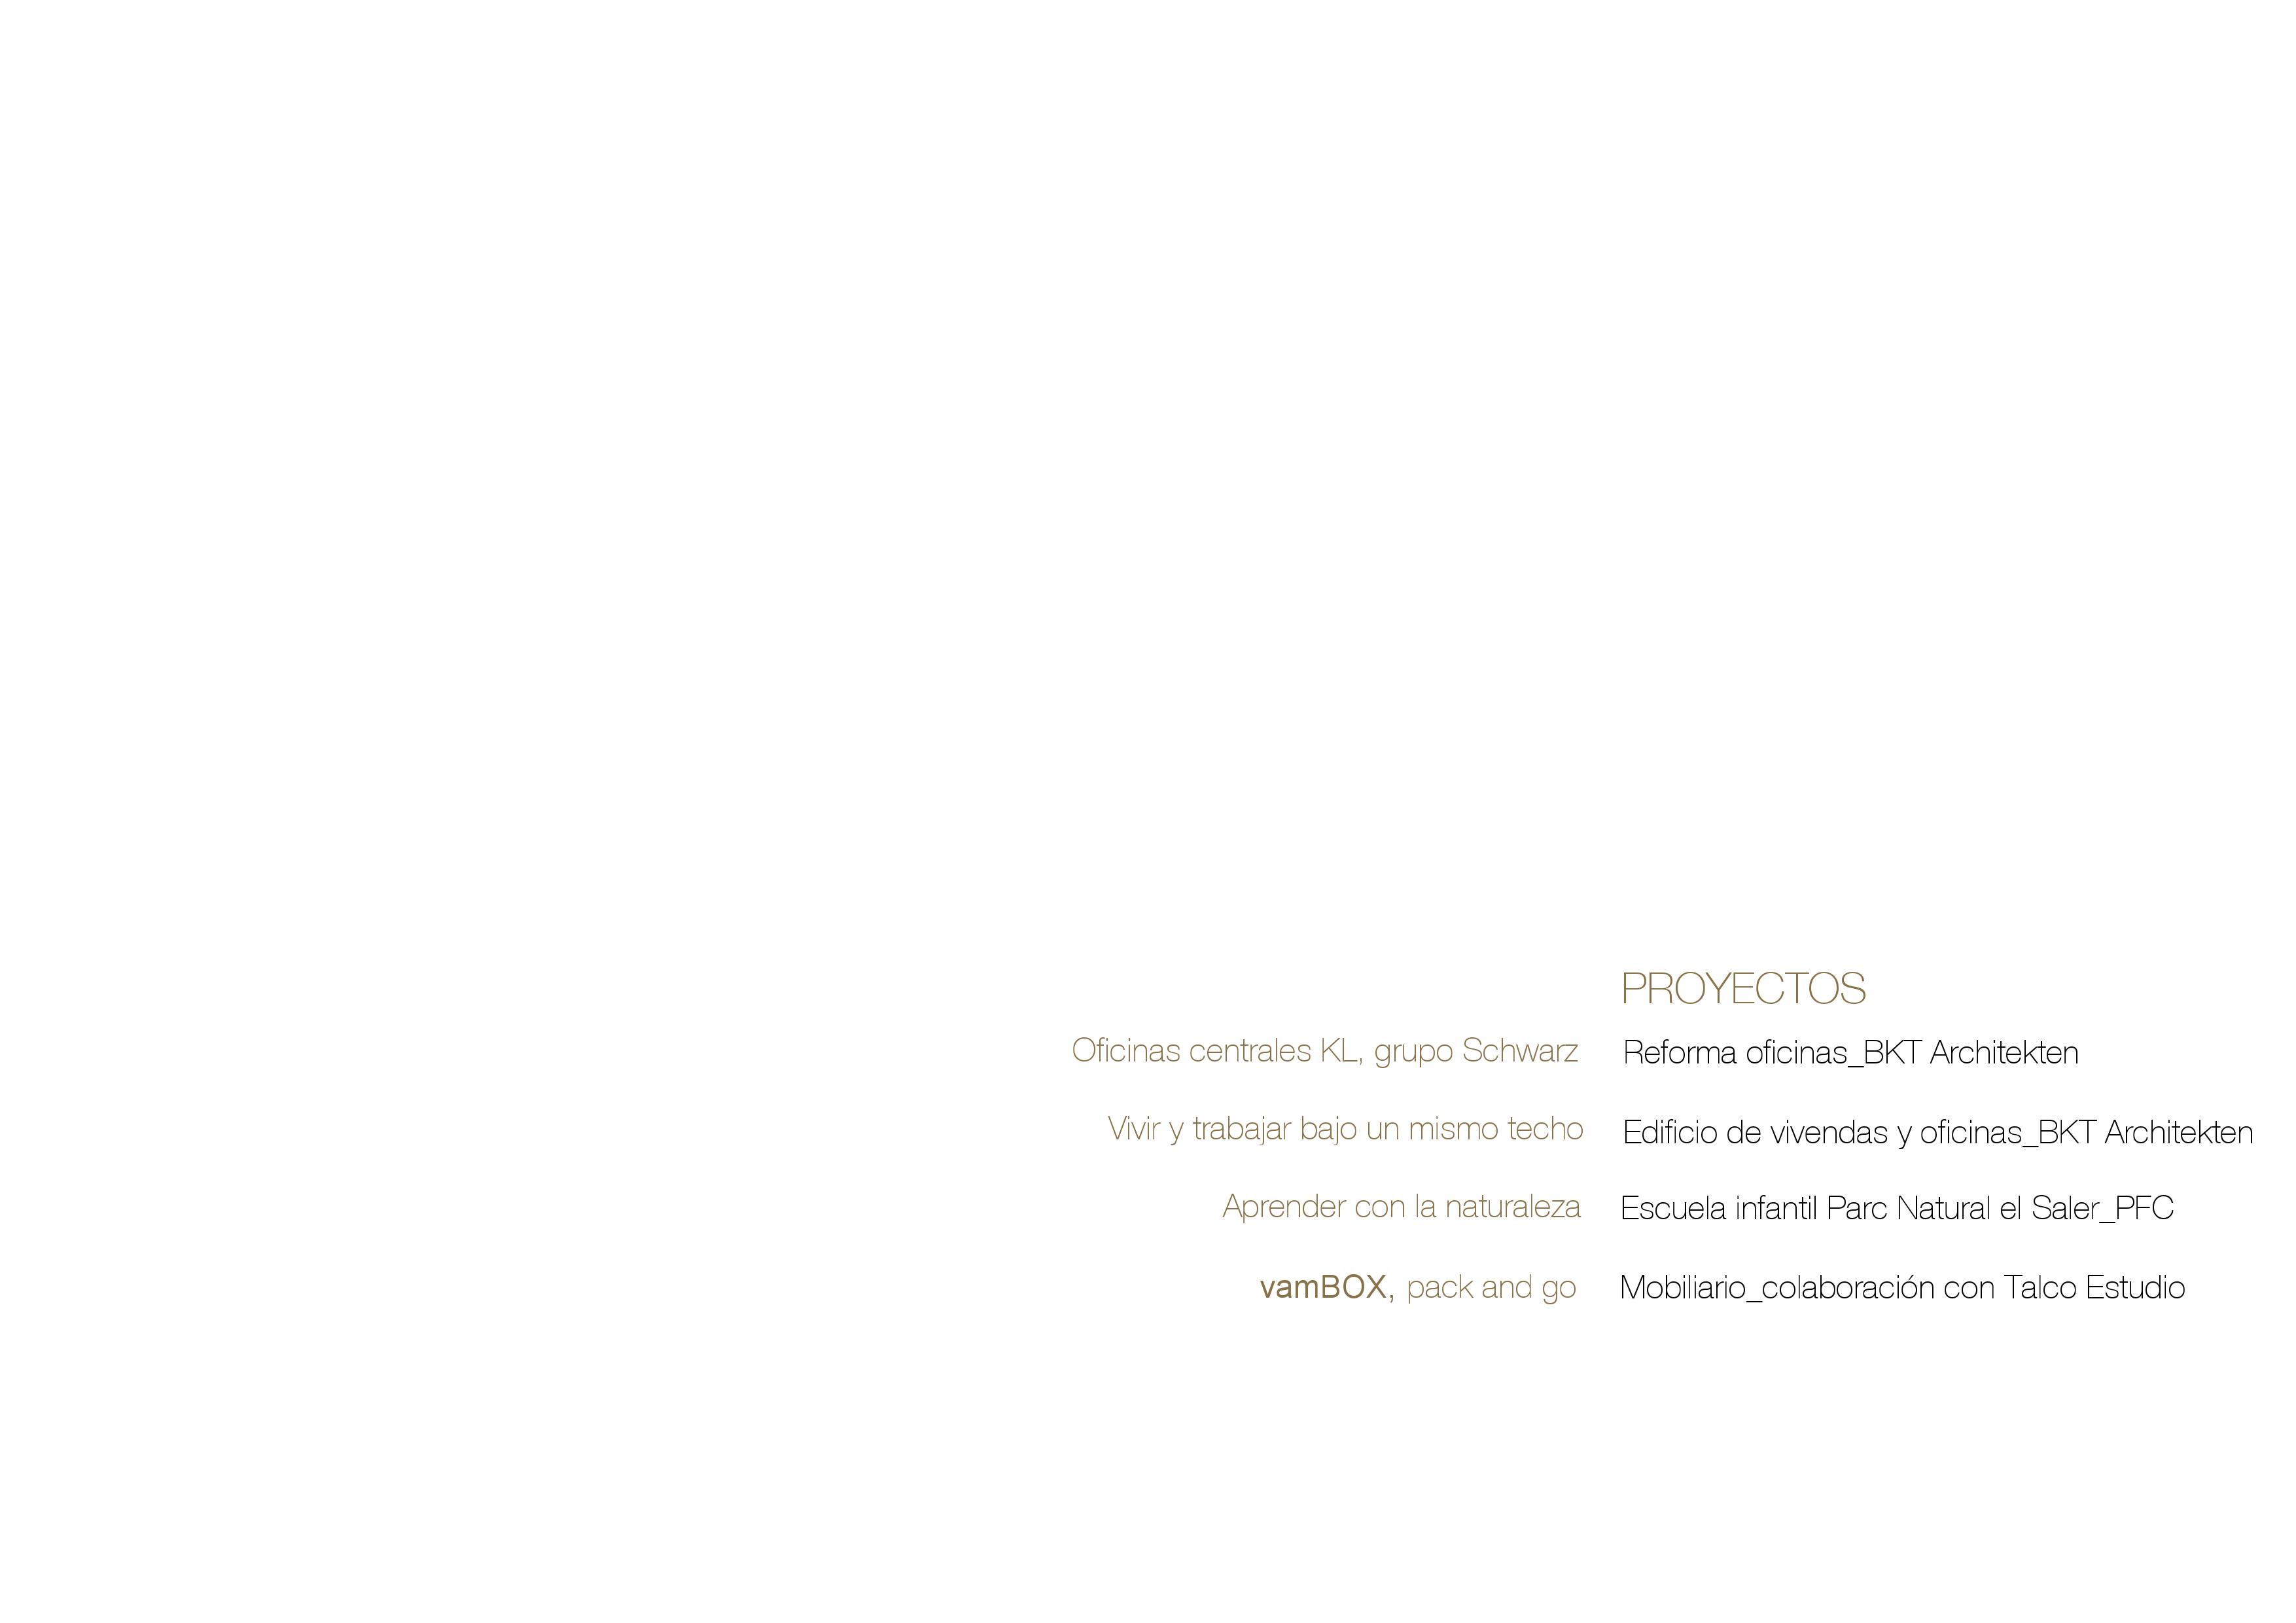 PROYECTOS
Oficinas centrales KL, grupo Schwarz Reforma oficinas_BKT Architekten
Vivir y trabajar bajo un mismo techo Edificio de vivendas y oficinas_BKT Architekten
Aprender con la naturaleza Escuela infantil Parc Natural el Saler_PFC
vamBOX, pack and go Mobiliario_colaboración con Talco Estudio